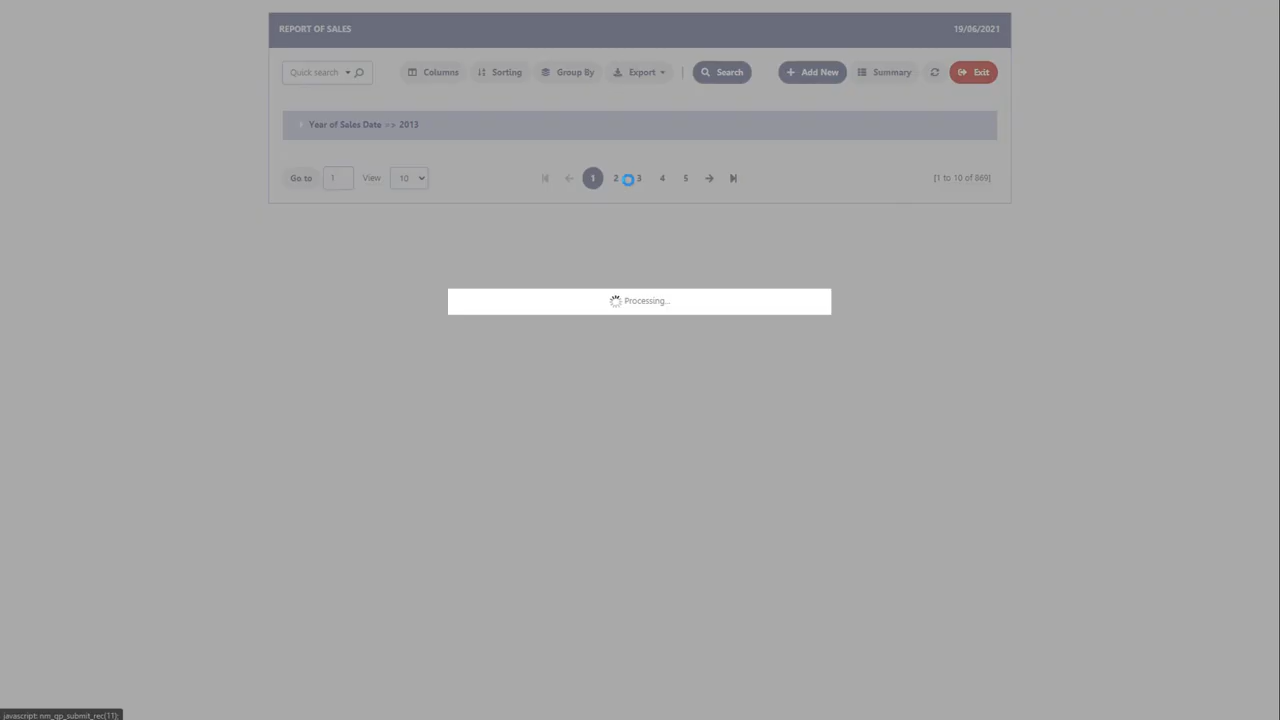 REPORT OF SALES 19/06/2021
Quick search Columns Sorting Group By Export | Search Add New Summary Exit
Year of Sales Date => 2013
Go to 1 View 10 1 2 3 4 5 [1 to 10 of 869]
Processing...
javascript: nm_gp_submit_rec(11);